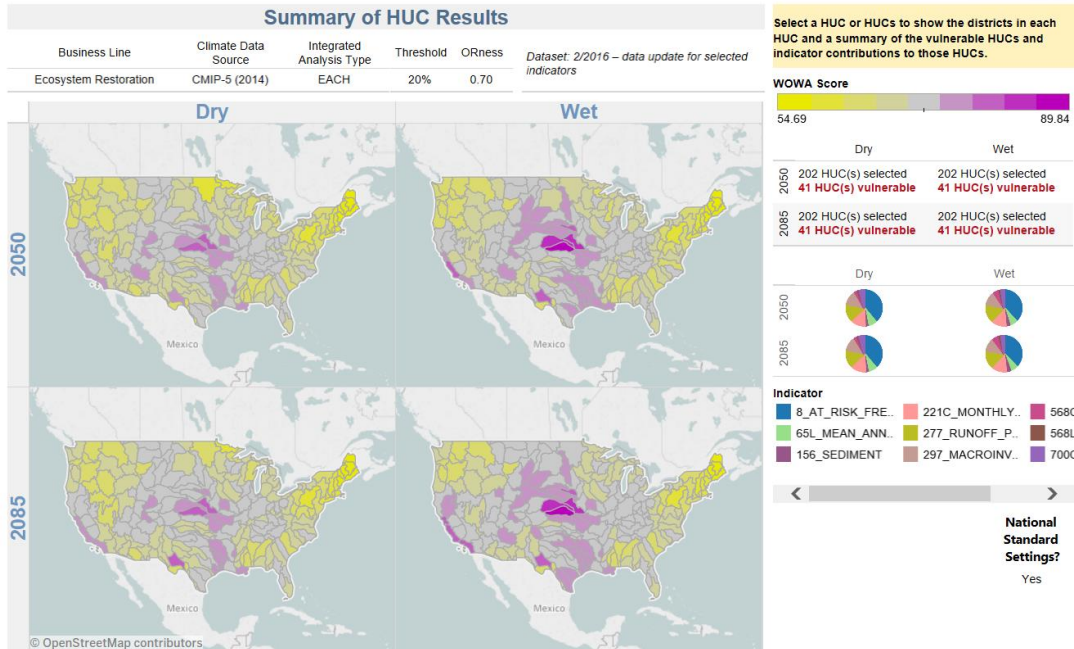 Summary of HUC Results
Business Line
Climate Data
Source
Integrated
Analysis Type
Threshold
ORness
Ecosystem Restoration
CMIP-5 (2014)
EACH
20%
0.70
Dataset: 2/2016 – data update for selected
indicators
Dry
Wet
2050
Mexico
Mexico
2085
Mexico
Mexico
© OpenStreetMap contributors
Select a HUC or HUCs to show the districts in each
HUC and a summary of the vulnerable HUCs and
indicator contributions to those HUCs.
WOWA Score
54.69
89.84
Dry
Wet
2050
202 HUC(s) selected
41 HUC(s) vulnerable
202 HUC(s) selected
41 HUC(s) vulnerable
2085
202 HUC(s) selected
41 HUC(s) vulnerable
202 HUC(s) selected
41 HUC(s) vulnerable
Dry
Wet
2050
2085
Indicator
8_AT_RISK_FRE..
221C_MONTHLY..
568C
65L_MEAN_ANN..
277_RUNOFF_P..
568L
156_SEDIMENT
297_MACROINV..
700C
National
Standard
Settings?
Yes